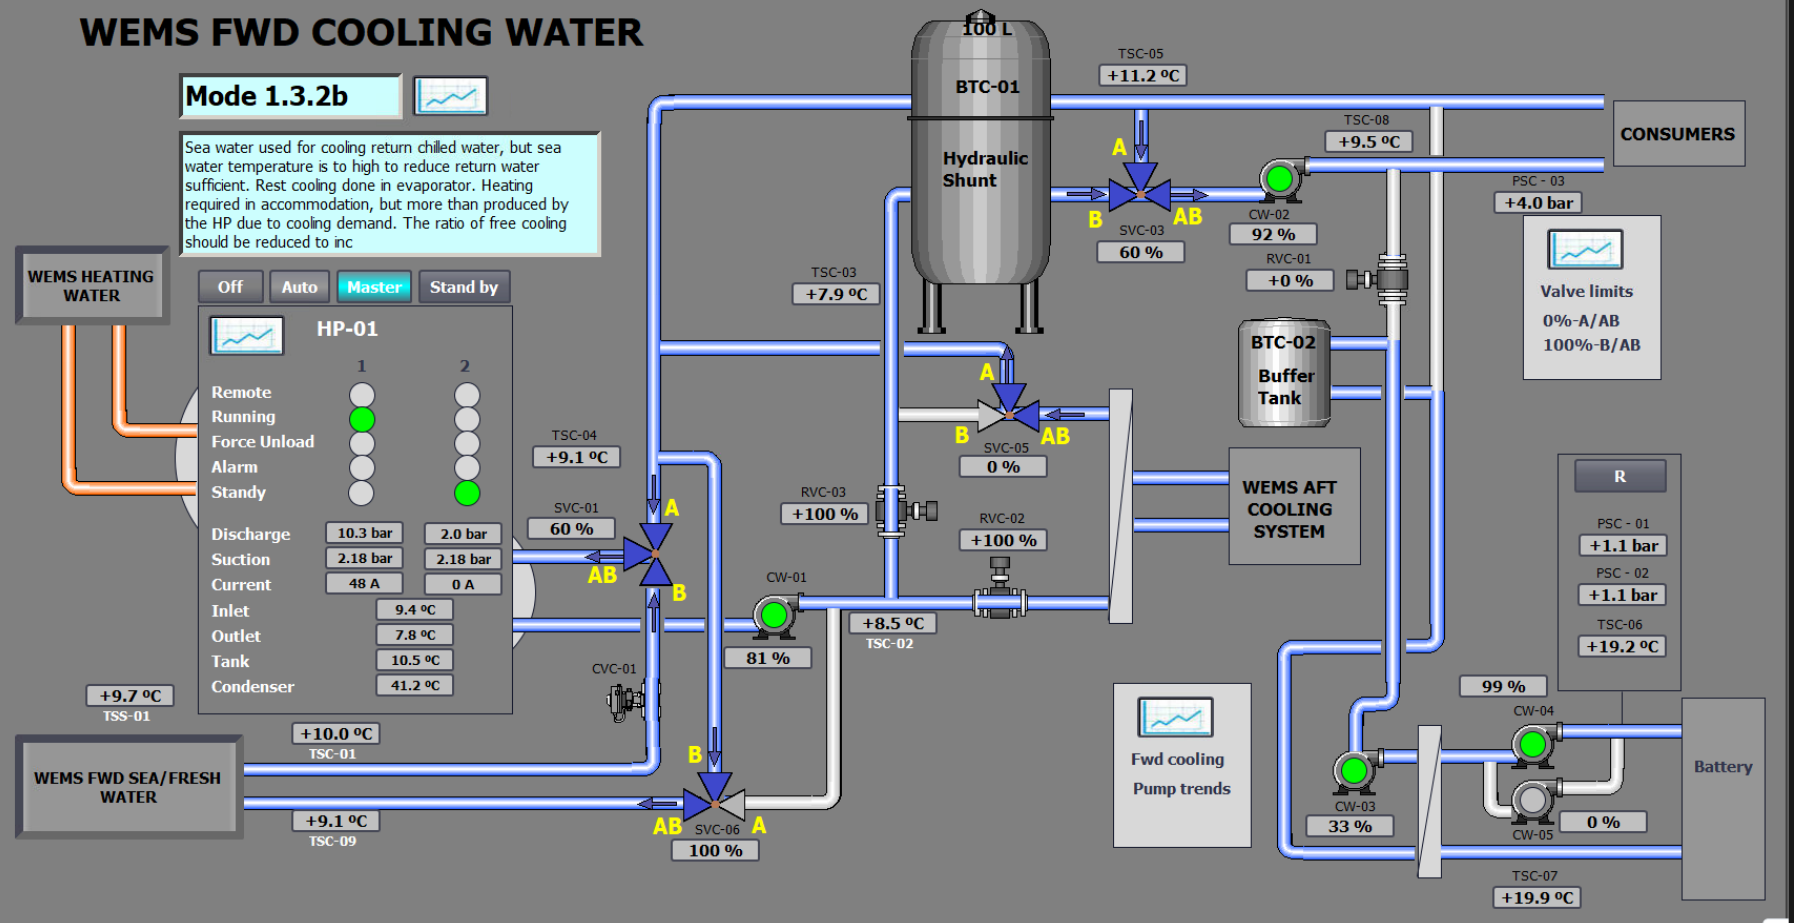 WEMS FWD COOLING WATER
Mode 1.3.2b
Sea water used for cooling return chilled water, but sea
water temperature is to high to reduce return water
sufficient. Rest cooling done in evaporator. Heating
required in accommodation, but more than produced by
the HP due to cooling demand. The ratio of free cooling
should be reduced to inc
WEMS HEATING
WATER
Off
Auto
Master
Stand by
HP-01
1
2
Remote
Running
Force Unload
Alarm
Standy
Discharge
10.3 bar
2.0 bar
Suction
2.18 bar
2.18 bar
Current
48 A
0 A
Inlet
9.4 ºC
Outlet
7.8 ºC
Tank
10.5 ºC
Condenser
41.2 ºC
+9.7 ºC
TSS-01
+10.0 ºC
TSC-01
WEMS FWD SEA/FRESH
WATER
+9.1 ºC
TSC-09
TSC-04
+9.1 ºC
SVC-01
60 %
A
AB
B
CVC-01
B
AB
A
SVC-06
100 %
CW-01
81 %
+8.5 ºC
TSC-02
100 L
BTC-01
Hydraulic
Shunt
TSC-03
+7.9 ºC
RVC-03
+100 %
RVC-02
+100 %
A
B
AB
SVC-05
0 %
TSC-05
+11.2 ºC
A
B
AB
SVC-03
60 %
CW-02
92 %
TSC-08
+9.5 ºC
RVC-01
+0 %
CONSUMERS
PSC - 03
+4.0 bar
Valve limits
0%-A/AB
100%-B/AB
BTC-02
Buffer
Tank
WEMS AFT
COOLING
SYSTEM
R
PSC - 01
+1.1 bar
PSC - 02
+1.1 bar
TSC-06
+19.2 ºC
Fwd cooling
Pump trends
99 %
CW-04
CW-03
33 %
CW-05
0 %
Battery
TSC-07
+19.9 ºC